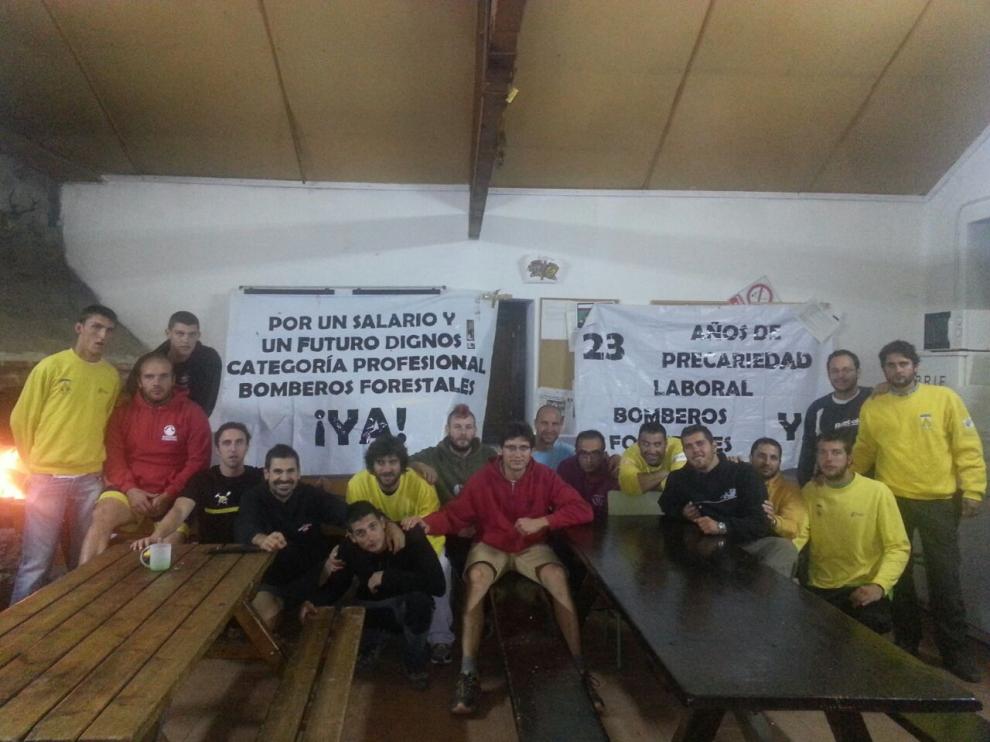 POR UN SALARIO Y
UN FUTURO DIGNOS
CATEGORÍA PROFESIONAL
BOMBEROS FORESTALES
¡YA!
23 AÑOS DE
PRECARIEDAD
LABORAL
BOMBEROS
Y